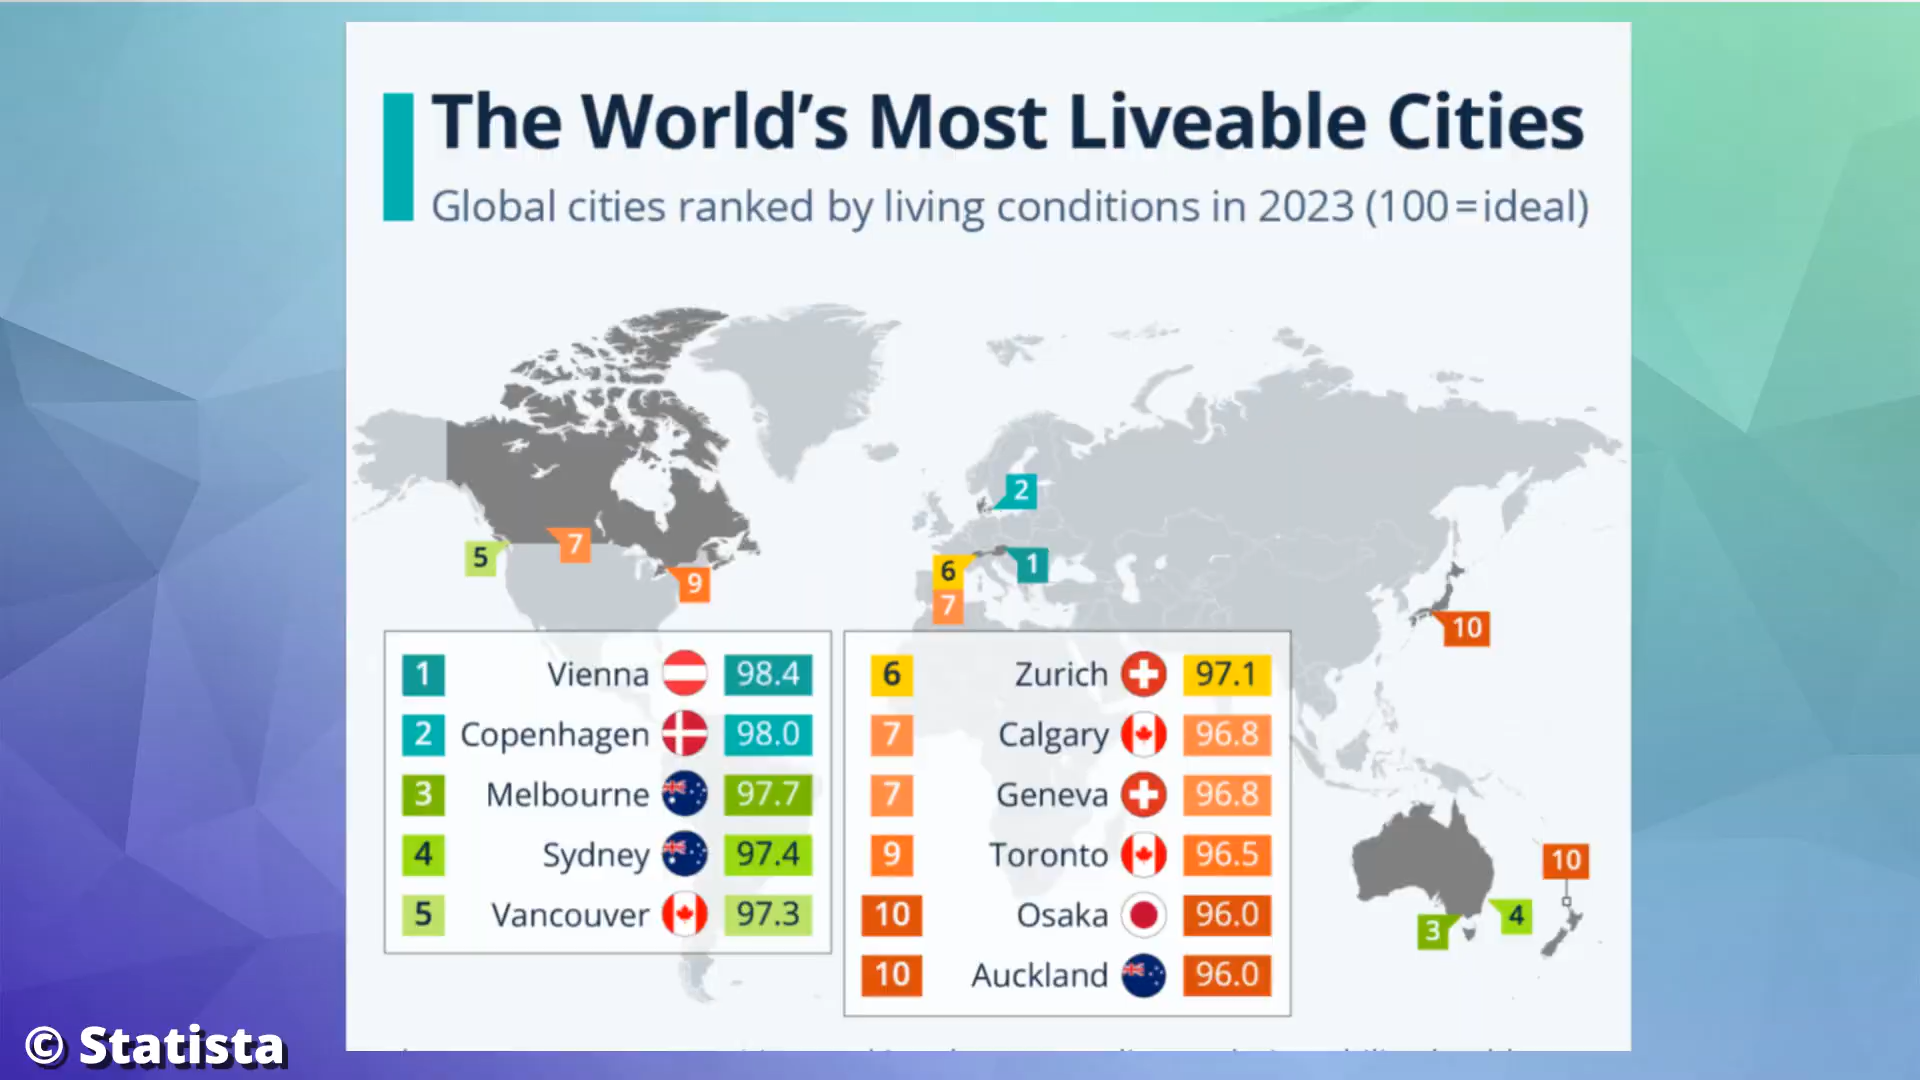 The World's Most Liveable Cities
Global cities ranked by living conditions in 2023 (100=ideal)
2
5
7
9
6
1
7
10
1 Vienna 98.4
2 Copenhagen 98.0
3 Melbourne 97.7
4 Sydney 97.4
5 Vancouver 97.3
6 Zurich 97.1
7 Calgary 96.8
7 Geneva 96.8
9 Toronto 96.5
10 Osaka 96.0
10 Auckland 96.0
10
3
4
© Statista